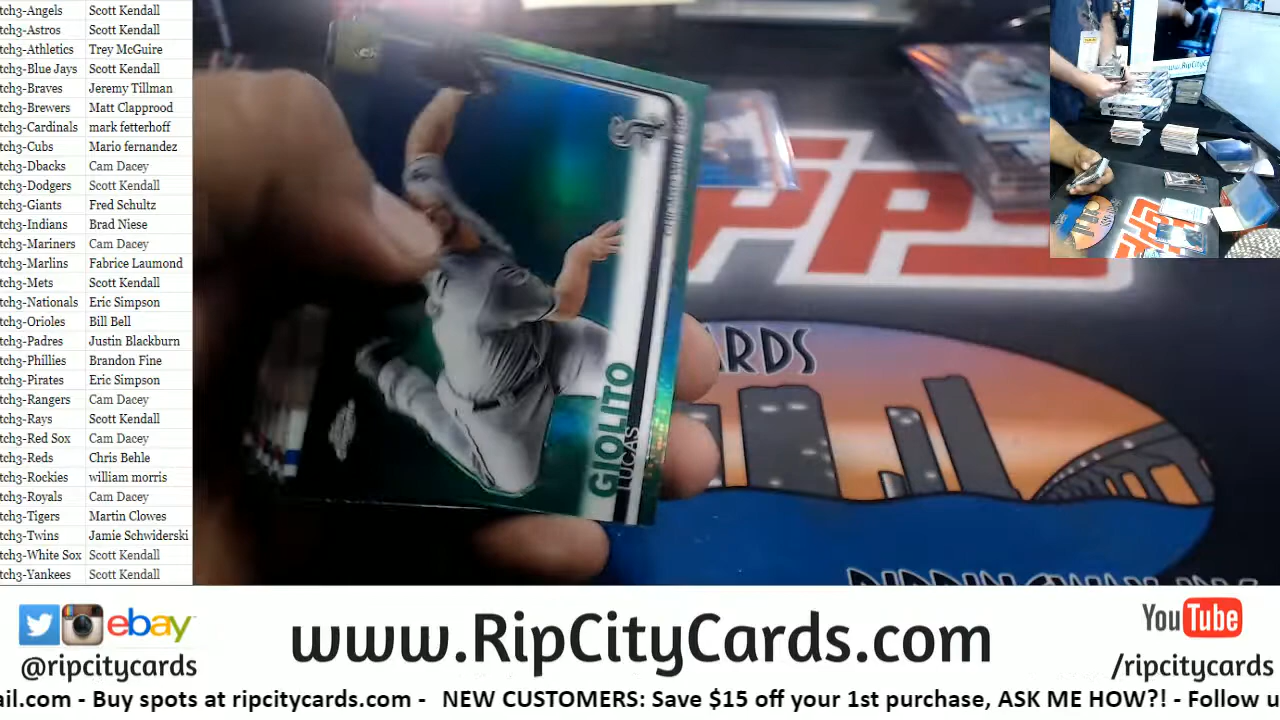 tch3-Angels Scott Kendall
tch3-Astros Scott Kendall
tch3-Athletics Trey McGuire
tch3-Blue Jays Scott Kendall
tch3-Braves Jeremy Tillman
tch3-Brewers Matt Clapprood
tch3-Cardinals mark fetterhoff
tch3-Cubs Mario fernandez
tch3-Dbacks Cam Dacey
tch3-Dodgers Scott Kendall
tch3-Giants Fred Schultz
tch3-Indians Brad Niese
tch3-Mariners Cam Dacey
tch3-Marlins Fabrice Laumond
tch3-Mets Scott Kendall
tch3-Nationals Eric Simpson
tch3-Orioles Bill Bell
tch3-Padres Justin Blackburn
tch3-Phillies Brandon Fine
tch3-Pirates Eric Simpson
tch3-Rangers Cam Dacey
tch3-Rays Scott Kendall
tch3-Red Sox Cam Dacey
tch3-Reds Chris Behle
tch3-Rockies william morris
tch3-Royals Cam Dacey
tch3-Tigers Martin Clowes
tch3-Twins Jamie Schwiderski
tch3-White Sox Scott Kendall
tch3-Yankees Scott Kendall
LUCAS
GIOLITO
ARDS
ebay
@ripcitycards
www.RipCityCards.com
YouTube
/ripcitycards
ail.com - Buy spots at ripcitycards.com - NEW CUSTOMERS: Save $15 off your 1st purchase, ASK ME HOW?! - Follow u